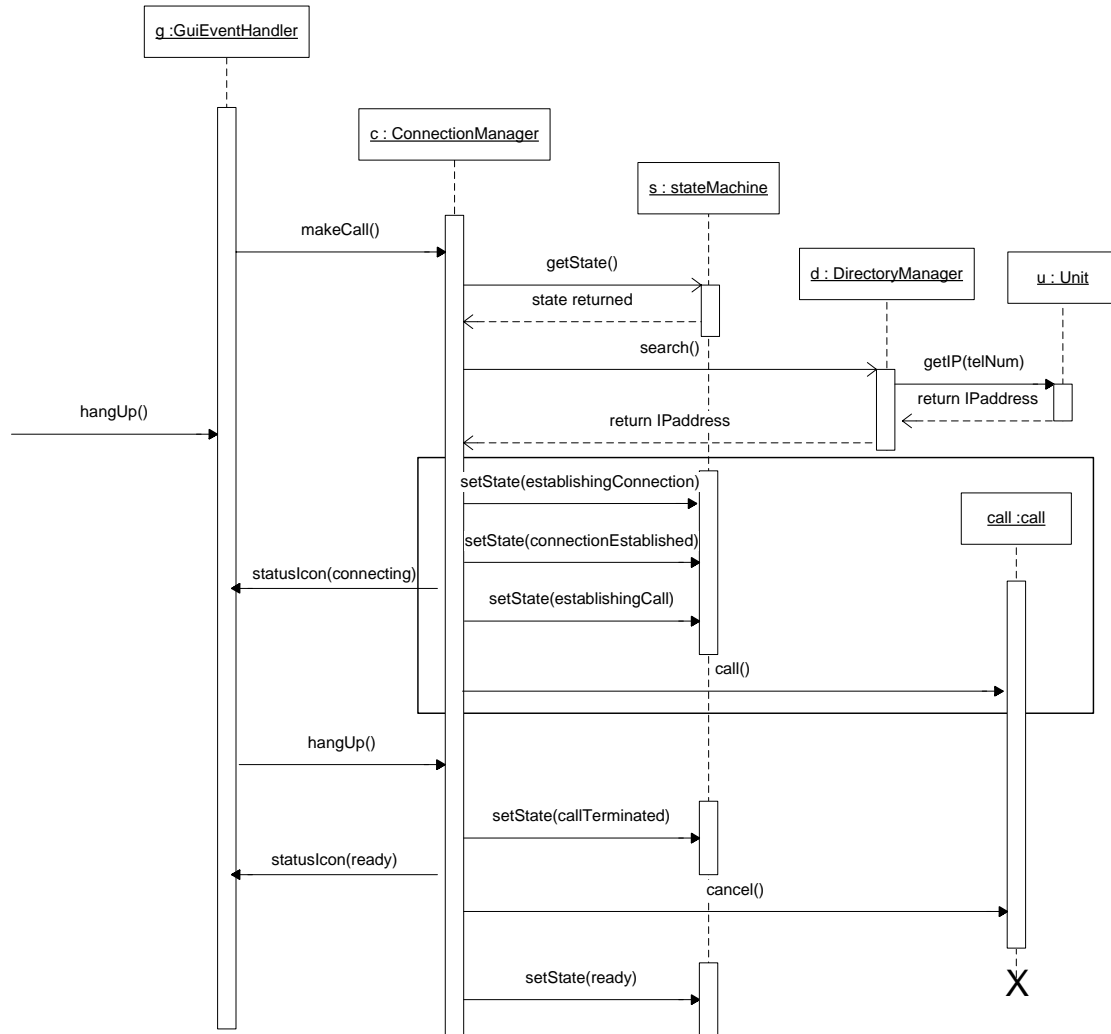 g :GuiEventHandler
c : ConnectionManager
s : stateMachine
makeCall()
d : DirectoryManager
u : Unit
getState()
state returned
search()
getIP(telNum)
return IPaddress
hangUp()
return IPaddress
setState(establishingConnection)
call :call
setState(connectionEstablished)
statusIcon(connecting)
setState(establishingCall)
call()
hangUp()
setState(callTerminated)
statusIcon(ready)
cancel()
setState(ready)
X